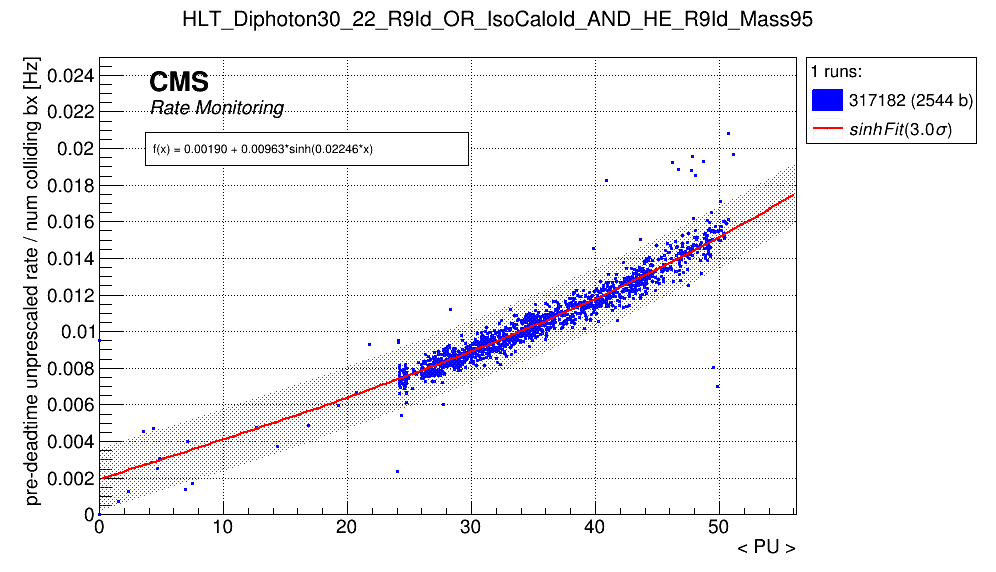 HLT_Diphoton30_22_R9Id_OR_IsoCaloId_AND_HE_R9Id_Mass95
pre-deadtime unprescaled rate / num colliding bx [Hz]
0.024
0.022
0.02
0.018
0.016
0.014
0.012
0.01
0.008
0.006
0.004
0.002
0
CMS
Rate Monitoring
f(x) = 0.00190 + 0.00963*sinh(0.02246*x)
0 10 20 30 40 50
< PU >
1 runs:
317182 (2544 b)
sinhFit(3.0σ)